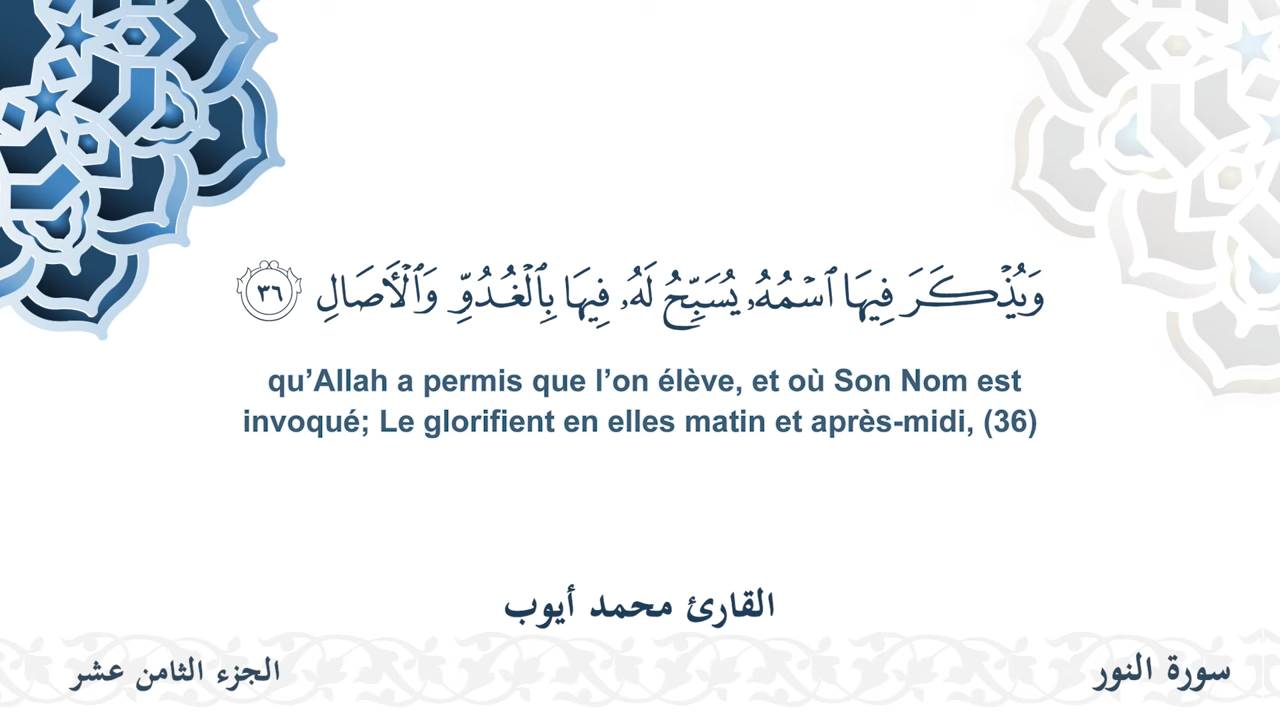 وَيُذْكَرَ فِيهَا ٱسْمُهُۥ يُسَبِّحُ لَهُۥ فِيهَا بِٱلْغُدُوِّ وَٱلْأَصَالِ ٣٦
qu’Allah a permis que l’on élève, et où Son Nom est
invoqué; Le glorifient en elles matin et après-midi, (36)
القارئ محمد أيوب
سورة النور
الجزء الثامن عشر